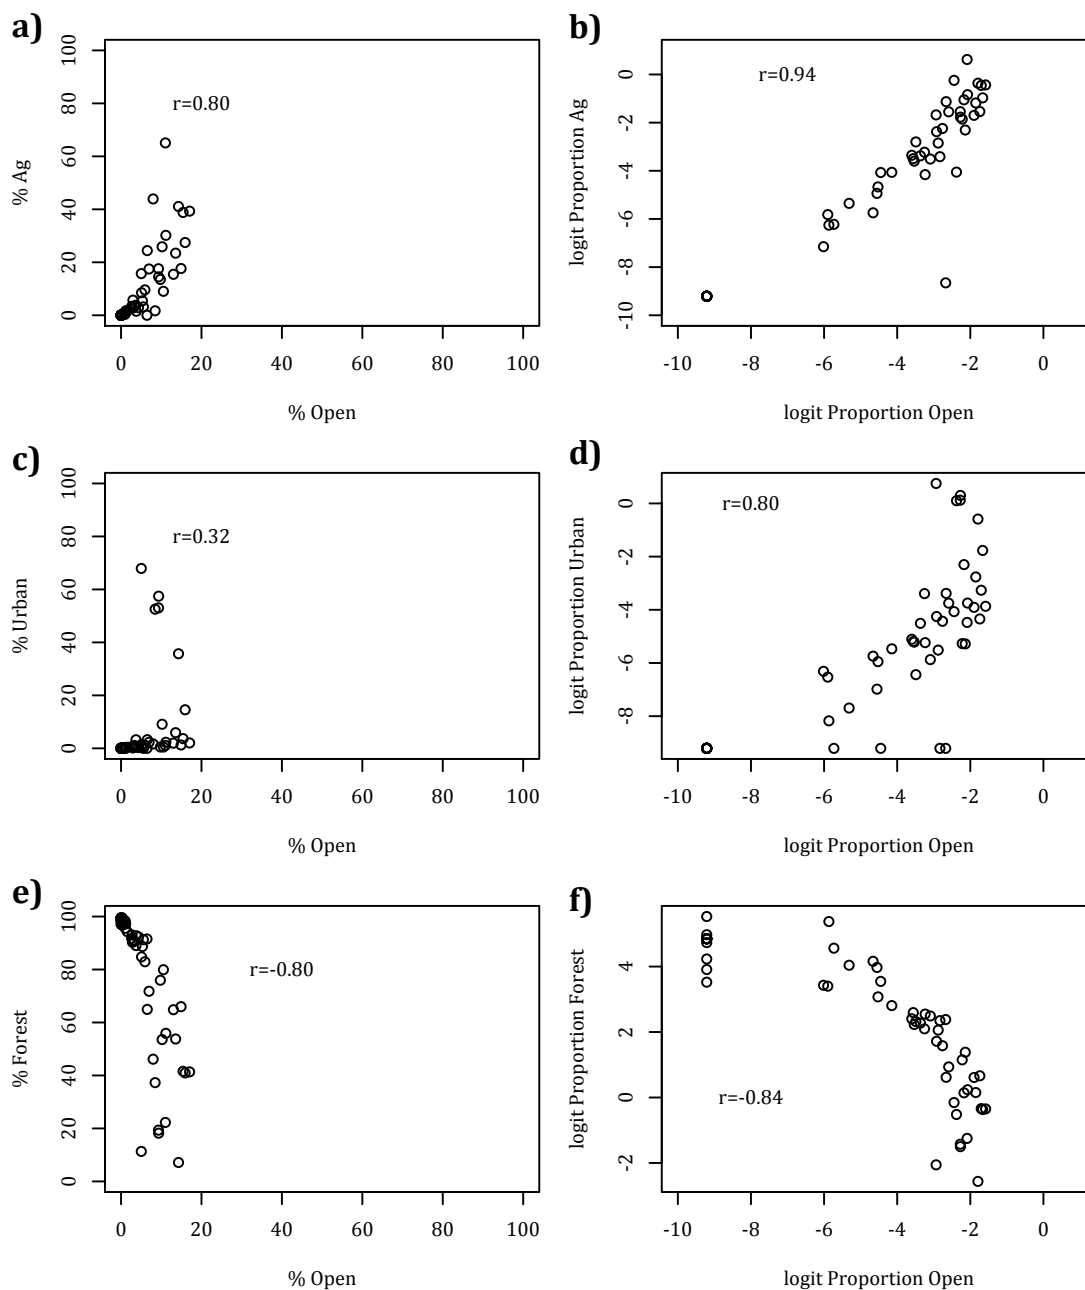 a)
100
80
60
40
20
0
% Ag
r=0.80
0 20 40 60 80 100
% Open
b)
0
-2
-4
-6
-8
-10
logit Proportion Ag
r=0.94
-10 -8 -6 -4 -2 0
logit Proportion Open
c)
100
80
60
40
20
0
% Urban
r=0.32
0 20 40 60 80 100
% Open
d)
0
-2
-4
-6
-8
logit Proportion Urban
r=0.80
-10 -8 -6 -4 -2 0
logit Proportion Open
e)
100
80
60
40
20
0
% Forest
r=-0.80
0 20 40 60 80 100
% Open
f)
4
2
0
-2
logit Proportion Forest
r=-0.84
-10 -8 -6 -4 -2 0
logit Proportion Open